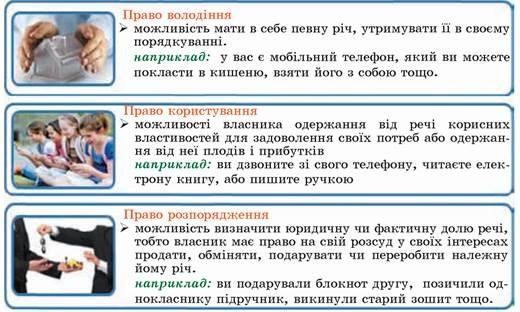 Право володіння
➤ можливість мати в себе певну річ, утримувати її в своєму
порядкуванні.
наприклад: у вас є мобільний телефон, який ви можете
покласти в кишеню, взяти його з собою тощо.
Право користування
➤ можливості власника одержання від речі корисних
властивостей для задоволення своїх потреб або одержан-
ня від неї плодів і прибутків
наприклад: ви дзвоните зі свого телефону, читаєте елек-
трону книгу, або пишите ручкою
Право розпорядження
➤ можливість визначити юридичну чи фактичну долю речі,
тобто власник має право на свій розсуд у своїх інтересах
продати, обміняти, подарувати чи переробити належну
йому річ.
наприклад: ви подарували блокнот другу, позичили од-
нокласнику підручник, викинули старий зошит тощо.